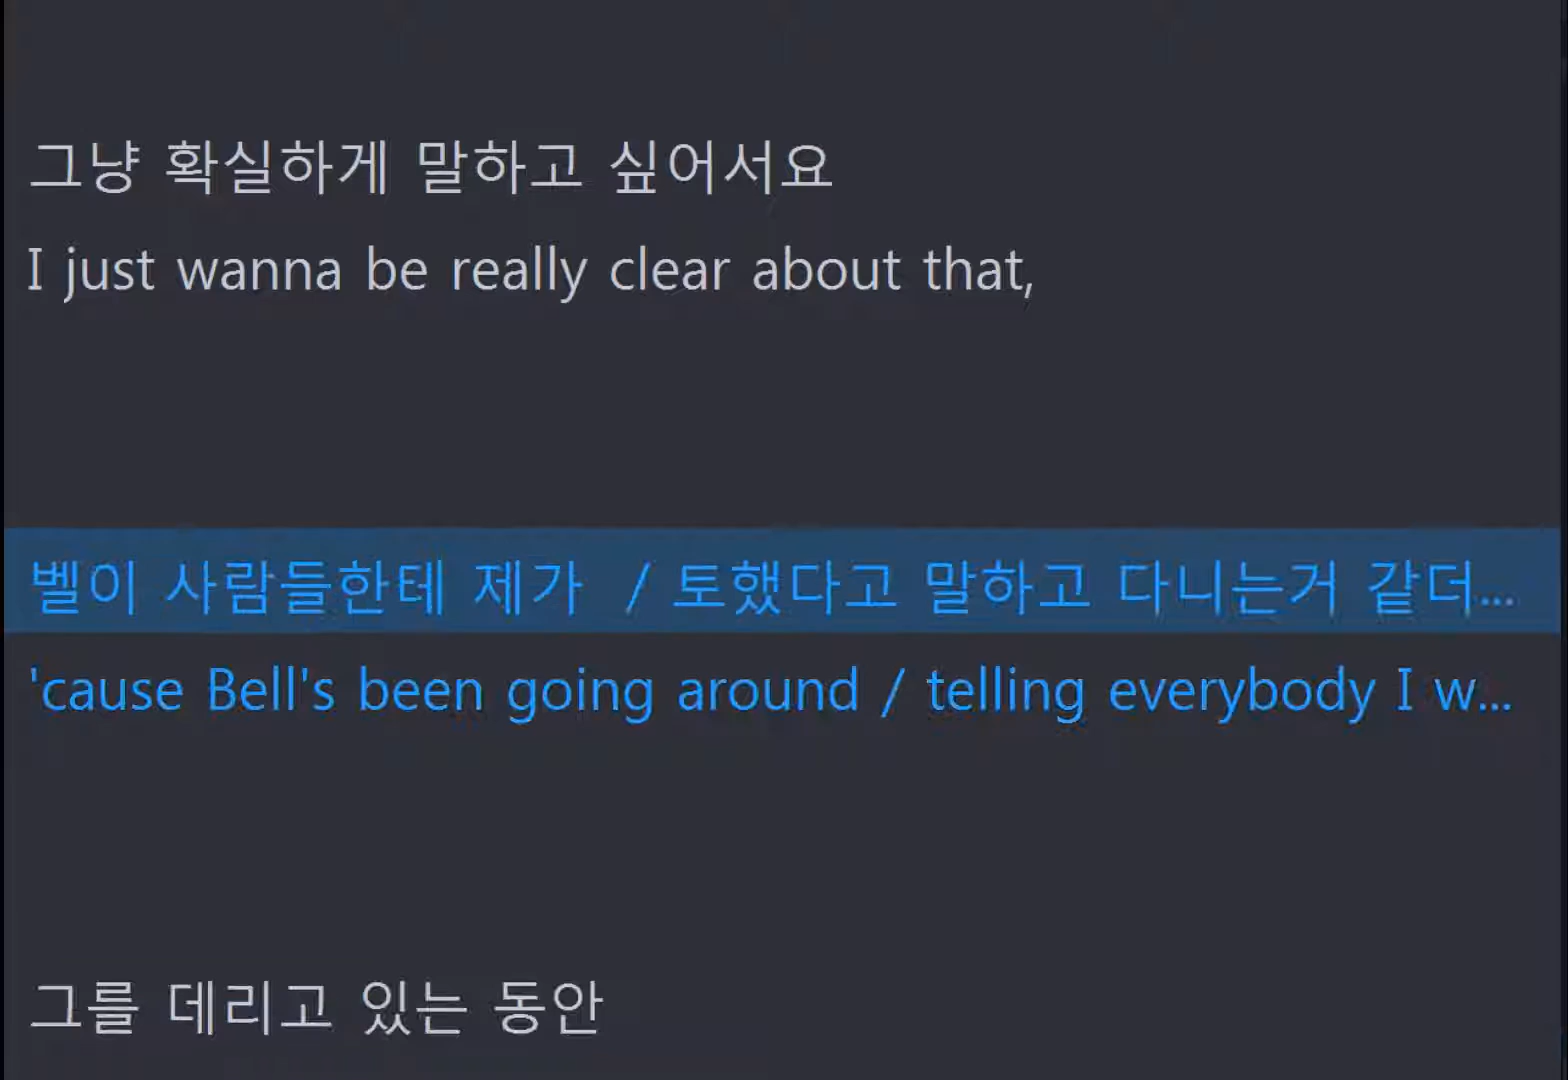 그냥 확실하게 말하고 싶어서요
I just wanna be really clear about that,
벨이 사람들한테 제가 / 토했다고 말하고 다니는거 같더...
'cause Bell's been going around / telling everybody I w...
그를 데리고 있는 동안